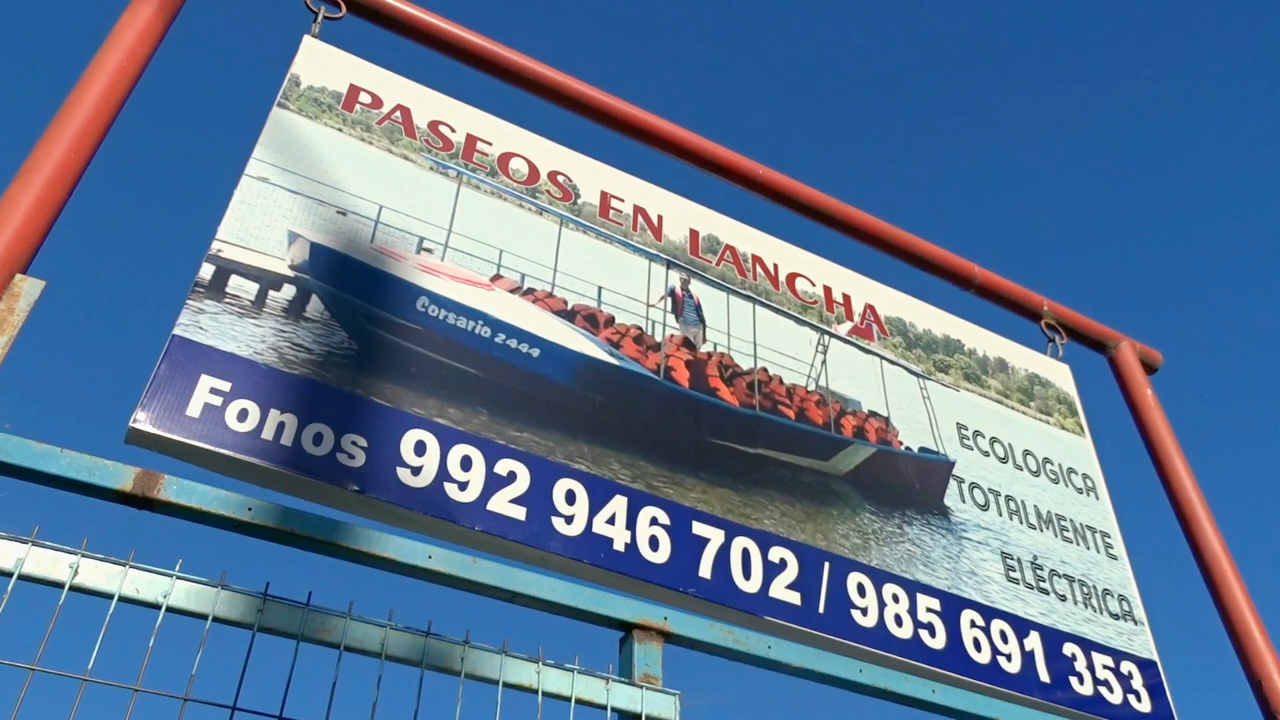 PASEOS EN LANCHA
Corsario 2444
ECOLOGICA
TOTALMENTE
ELÉCTRICA
Fonos 992 946 702 / 985 691 353